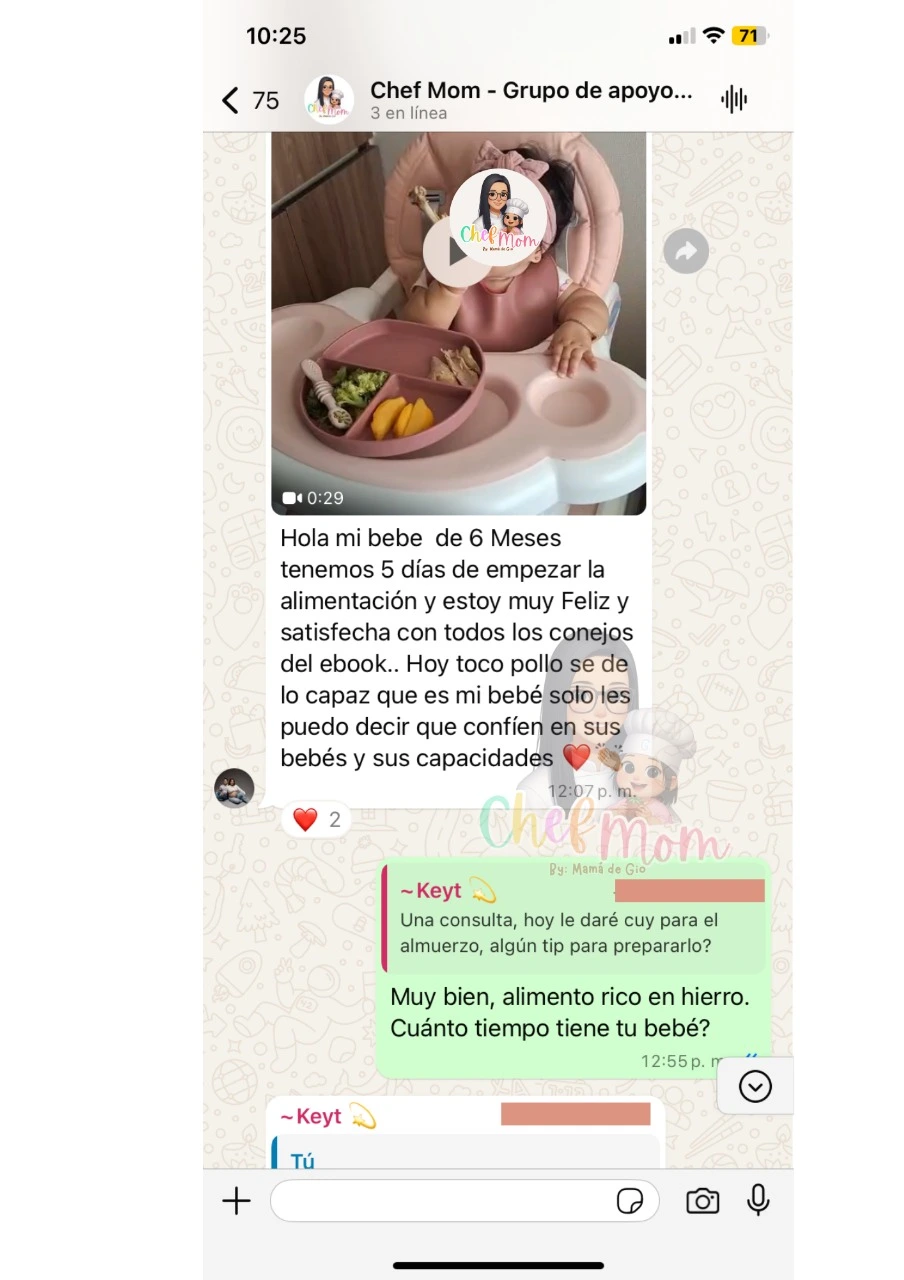 10:25
71
75
Chef Mom - Grupo de apoyo...
3 en línea
Chef Mom
By: Mamá de Gio
0:29
Hola mi bebe  de 6 Meses
tenemos 5 días de empezar la
alimentación y estoy muy Feliz y
satisfecha con todos los conejos
del ebook.. Hoy toco pollo se de
lo capaz que es mi bebé solo les
puedo decir que confíen en sus
bebés y sus capacidades ❤️
12:07 p. m.
❤️ 2
Chef Mom
By: Mamá de Gio
~Keyt 💫
Una consulta, hoy le daré cuy para el
almuerzo, algún tip para prepararlo?
Muy bien, alimento rico en hierro.
Cuánto tiempo tiene tu bebé?
12:55 p. m
~Keyt 💫
Tú